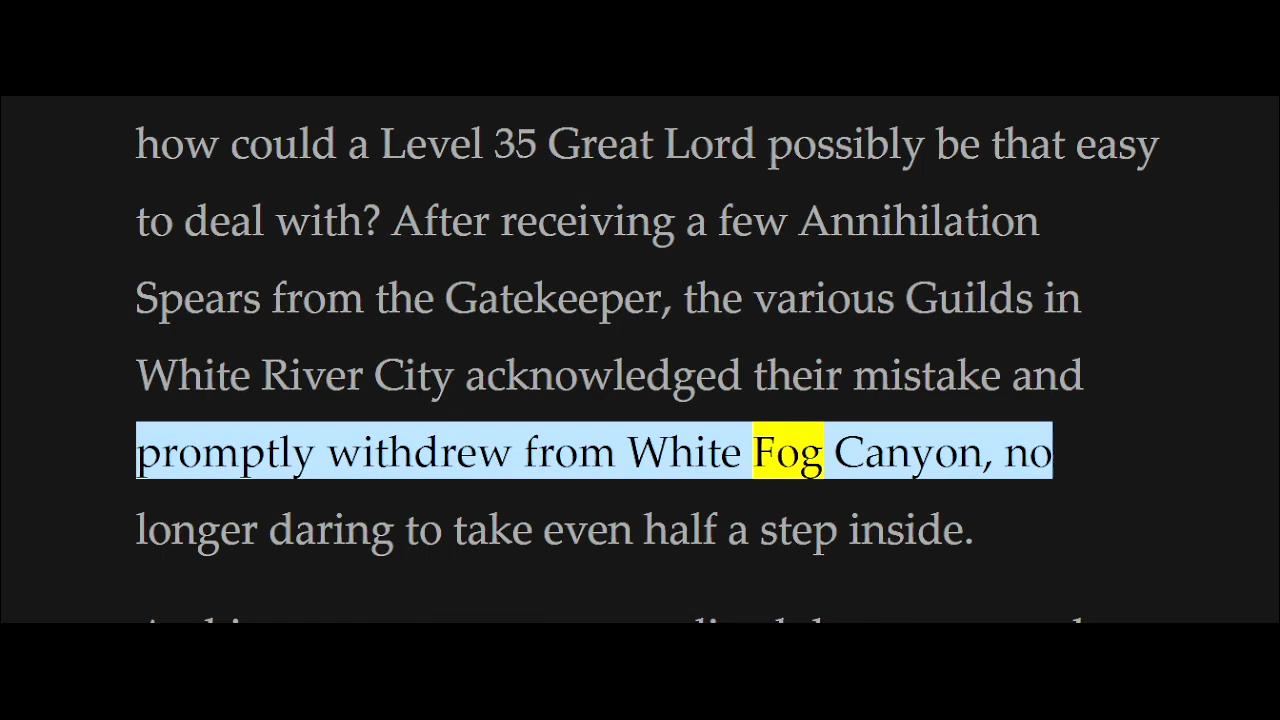 how could a Level 35 Great Lord possibly be that easy
to deal with? After receiving a few Annihilation
Spears from the Gatekeeper, the various Guilds in
White River City acknowledged their mistake and
promptly withdrew from White Fog Canyon, no
longer daring to take even half a step inside.